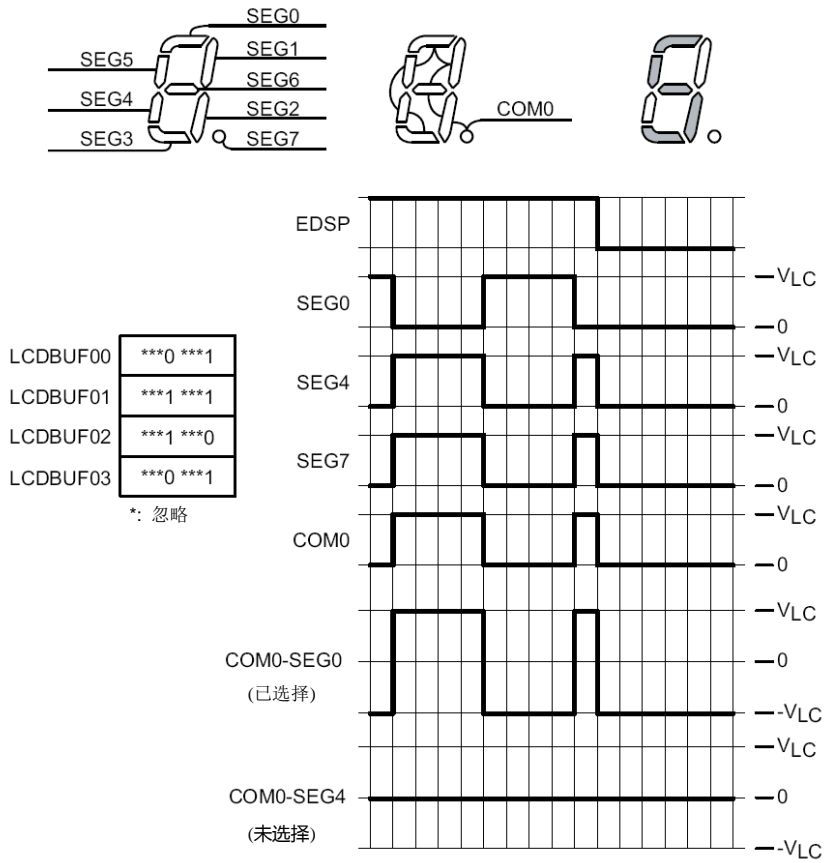 SEG0
SEG5
SEG1
SEG6
SEG4
SEG2
SEG3
SEG7
COM0
EDSP
VLC
SEG0
0
VLC
SEG4
0
VLC
SEG7
0
VLC
COM0
0
LCDBUF00 ***0 ***1
LCDBUF01 ***1 ***1
LCDBUF02 ***1 ***0
LCDBUF03 ***0 ***1
*: 忽略
VLC
COM0-SEG0
0
(已选择)
-VLC
VLC
COM0-SEG4
0
(未选择)
-VLC